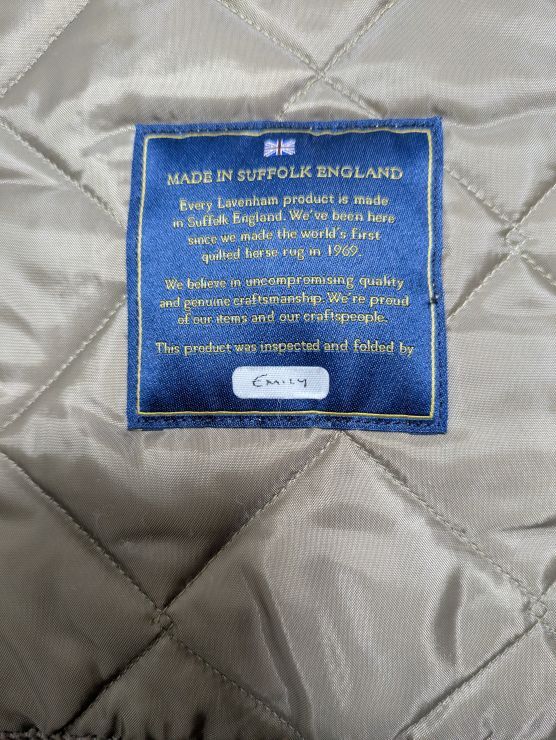 MADE IN SUFFOLK ENGLAND
Every Lavenham product is made
in Suffolk England. We've been here
since we made the world's first
quilted horse rug in 1969.
We believe in uncompromising quality
and genuine craftsmanship. We're proud
of our items and our craftspeople.
This product was inspected and folded by
EMILY